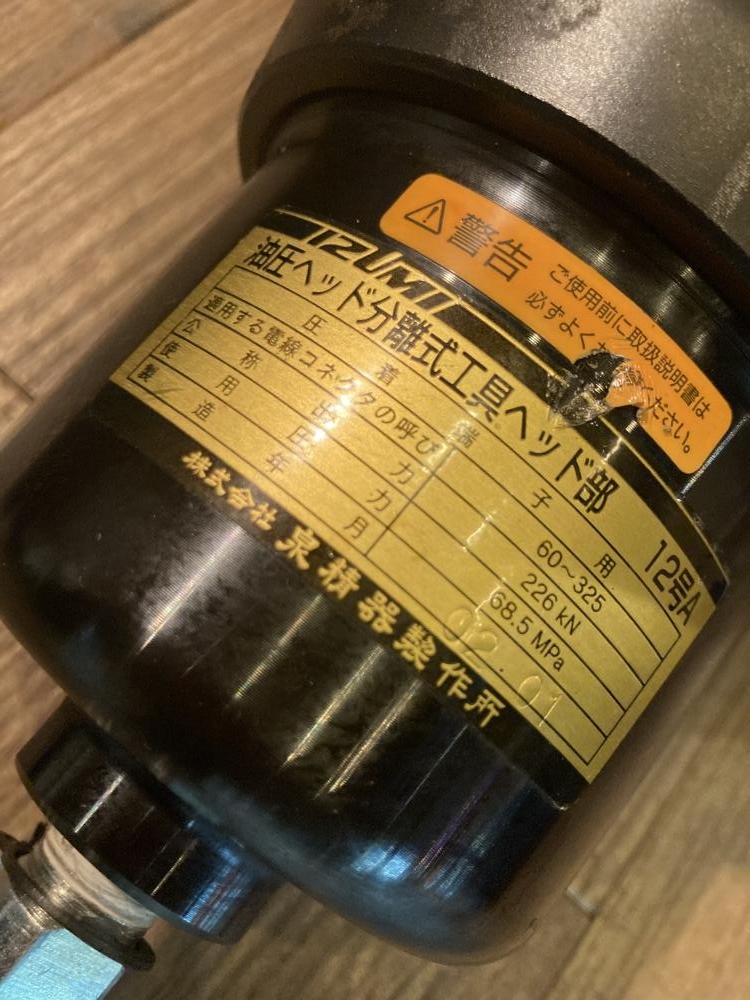 警告
ご使用前に取扱説明書は
必ずよく ください。
IZUMI
油圧ヘッド分離式工具ヘッド部 12号A
圧着端子用
適用する電線コネクタの呼び 60~325
公称出力 226 kN
使用圧力 68.5 MPa
製造年月 02.01
株式会社 泉精器製作所